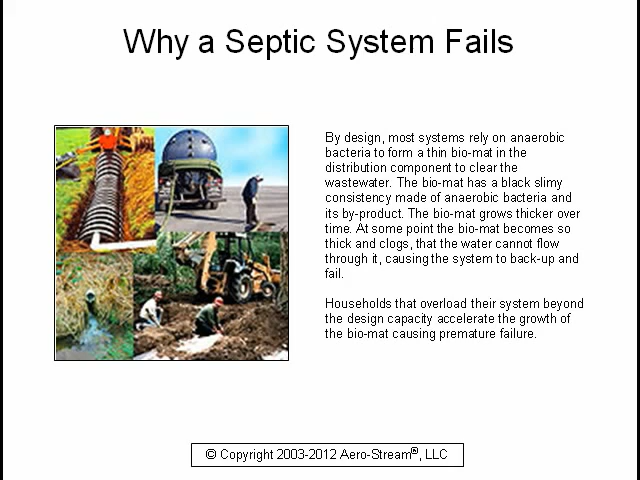 Why a Septic System Fails
By design, most systems rely on anaerobic
bacteria to form a thin bio-mat in the
distribution component to clear the
wastewater. The bio-mat has a black slimy
consistency made of anaerobic bacteria and
its by-product. The bio-mat grows thicker over
time. At some point the bio-mat becomes so
thick and clogs, that the water cannot flow
through it, causing the system to back-up and
fail.
Households that overload their system beyond
the design capacity accelerate the growth of
the bio-mat causing premature failure.
© Copyright 2003-2012 Aero-Stream®, LLC